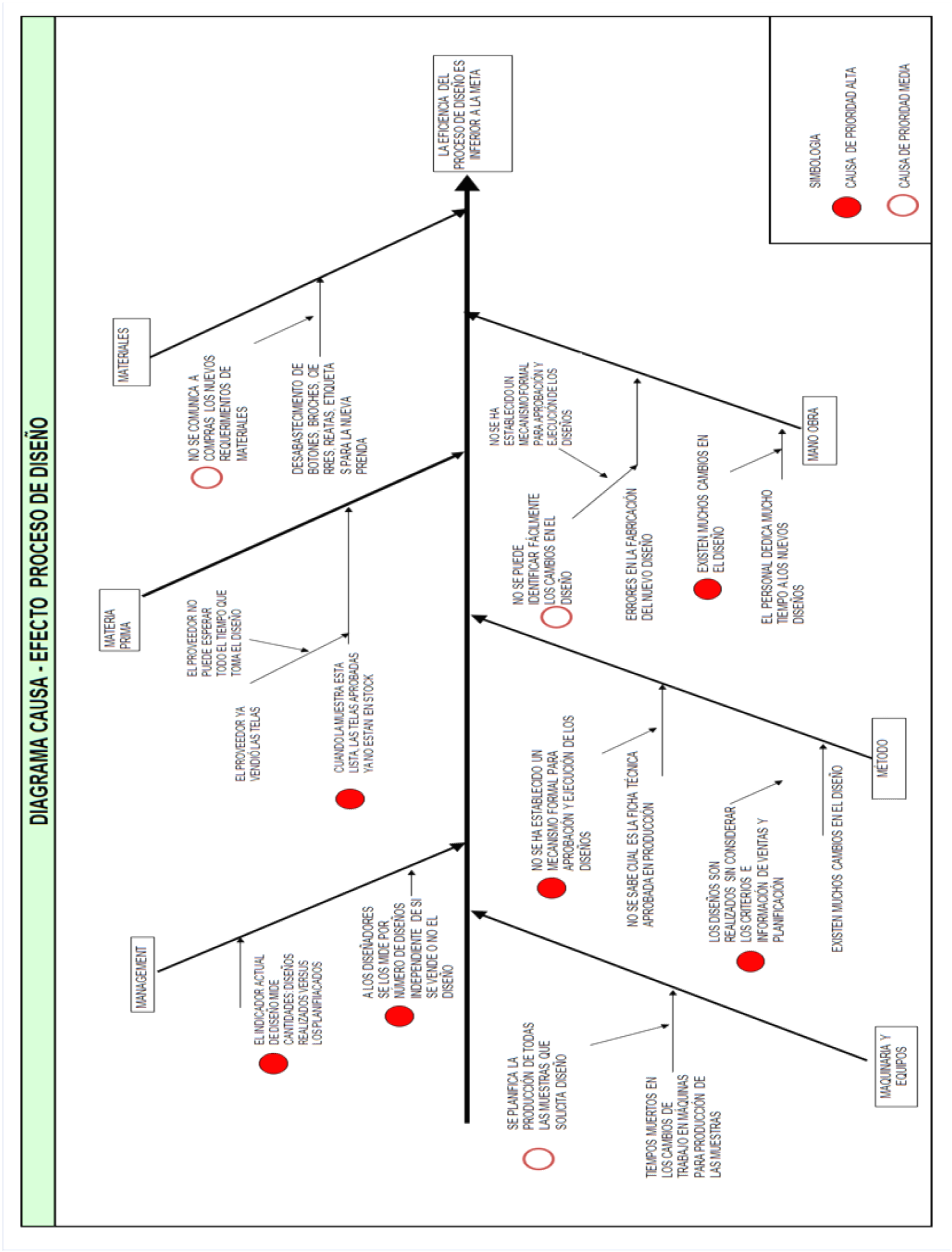 DIAGRAMA CAUSA - EFECTO PROCESO DE DISEÑO
MANAGEMENT
EL INDICADOR ACTUAL
DE DISEÑO MIDE
CANTIDADES DISEÑOS
REALIZADOS VERSUS
LOS PLANIFIACADOS
A LOS DISEÑADORES
SE LOS MIDE POR
NÚMERO DE DISEÑOS
INDEPENDIENTE DE SI
SE VENDE O NO EL
DISEÑO
MATERIA
PRIMA
EL PROVEEDOR NO
PUEDE ESPERAR
TODO EL TIEMPO QUE
TOMA EL DISEÑO
EL PROVEEDOR YA
VENDIÓ LAS TELAS
CUANDO LA MUESTRA ESTA
LISTA, LAS TELAS APROBADAS
YA NO ESTAN EN STOCK
MATERIALES
NO SE COMUNICA A
COMPRAS LOS NUEVOS
REQUERIMIENTOS DE
MATERIALES
DESABASTECIMENTO DE
BOTONES, BROCHES, CIE
RRES, REATAS, ETIQUETA
S PARA LA NUEVA
PRENDA
LA EFICIENCIA DEL
PROCESO DE DISEÑO ES
INFERIOR A LA META
SE PLANIFICA LA
PRODUCCIÓN DE TODAS
LAS MUESTRAS QUE
SOLICITA DISEÑO
TIEMPOS MUERTOS EN
LOS CAMBIOS DE
TRABAJO EN MÁQUINAS
PARA PRODUCCIÓN DE
LAS MUESTRAS
MAQUINARIA Y
EQUIPOS
NO SE HA ESTABLECIDO UN
MECANISMO FORMAL PARA
APROBACIÓN Y EJECUCIÓN DE LOS
DISEÑOS
NO SE SABE CUAL ES LA FICHA TÉCNICA
APROBADA EN PRODUCCIÓN
LOS DISEÑOS SON
REALIZADOS SIN CONSIDERAR
LOS CRITERIOS E
INFORMACIÓN DE VENTAS Y
PLANIFICACIÓN
EXISTEN MUCHOS CAMBIOS EN EL DISEÑO
MÉTODO
NO SE HA
ESTABLECIDO UN
MECANISMO FORMAL
PARA APROBACIÓN Y
EJECUCIÓN DE LOS
DISEÑOS
NO SE PUEDE
IDENTIFICAR FÁCILMENTE
LOS CAMBIOS EN EL
DISEÑO
ERRORES EN LA FABRICACIÓN
DEL NUEVO DISEÑO
EXISTEN MUCHOS CAMBIOS EN
EL DISEÑO
EL PERSONAL DEDICA MUCHO
TIEMPO A LOS NUEVOS
DISEÑOS
MANO OBRA
SIMBOLOGIA
CAUSA DE PRIORIDAD ALTA
CAUSA DE PRIORIDAD MEDIA